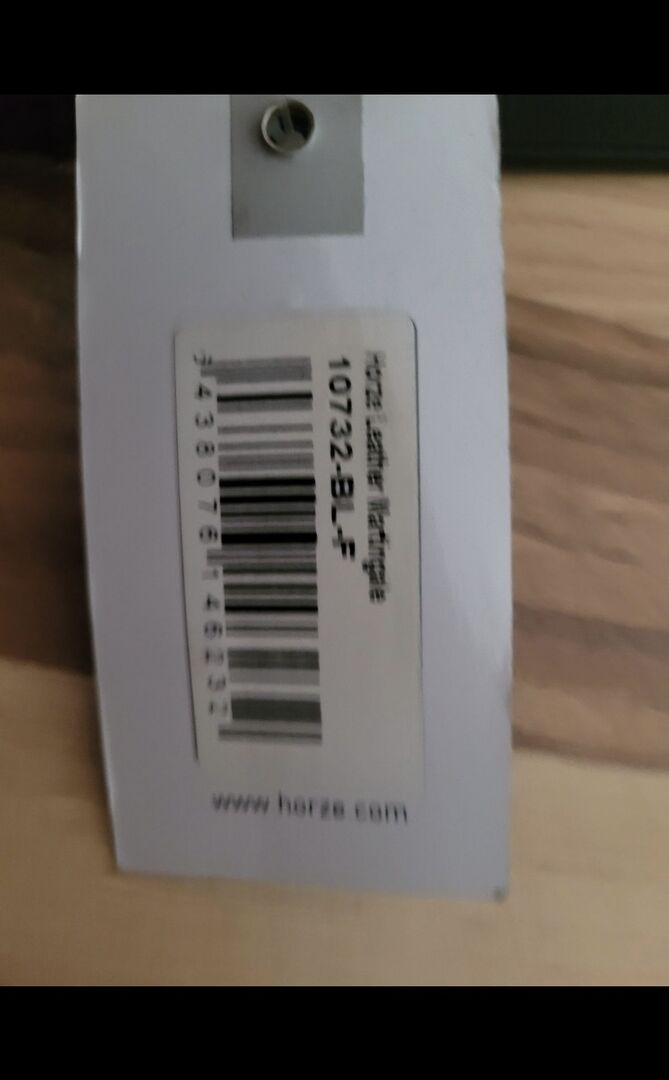 Horze Leather Martingale
10732-BL-F
3438076146232
www.horze.com